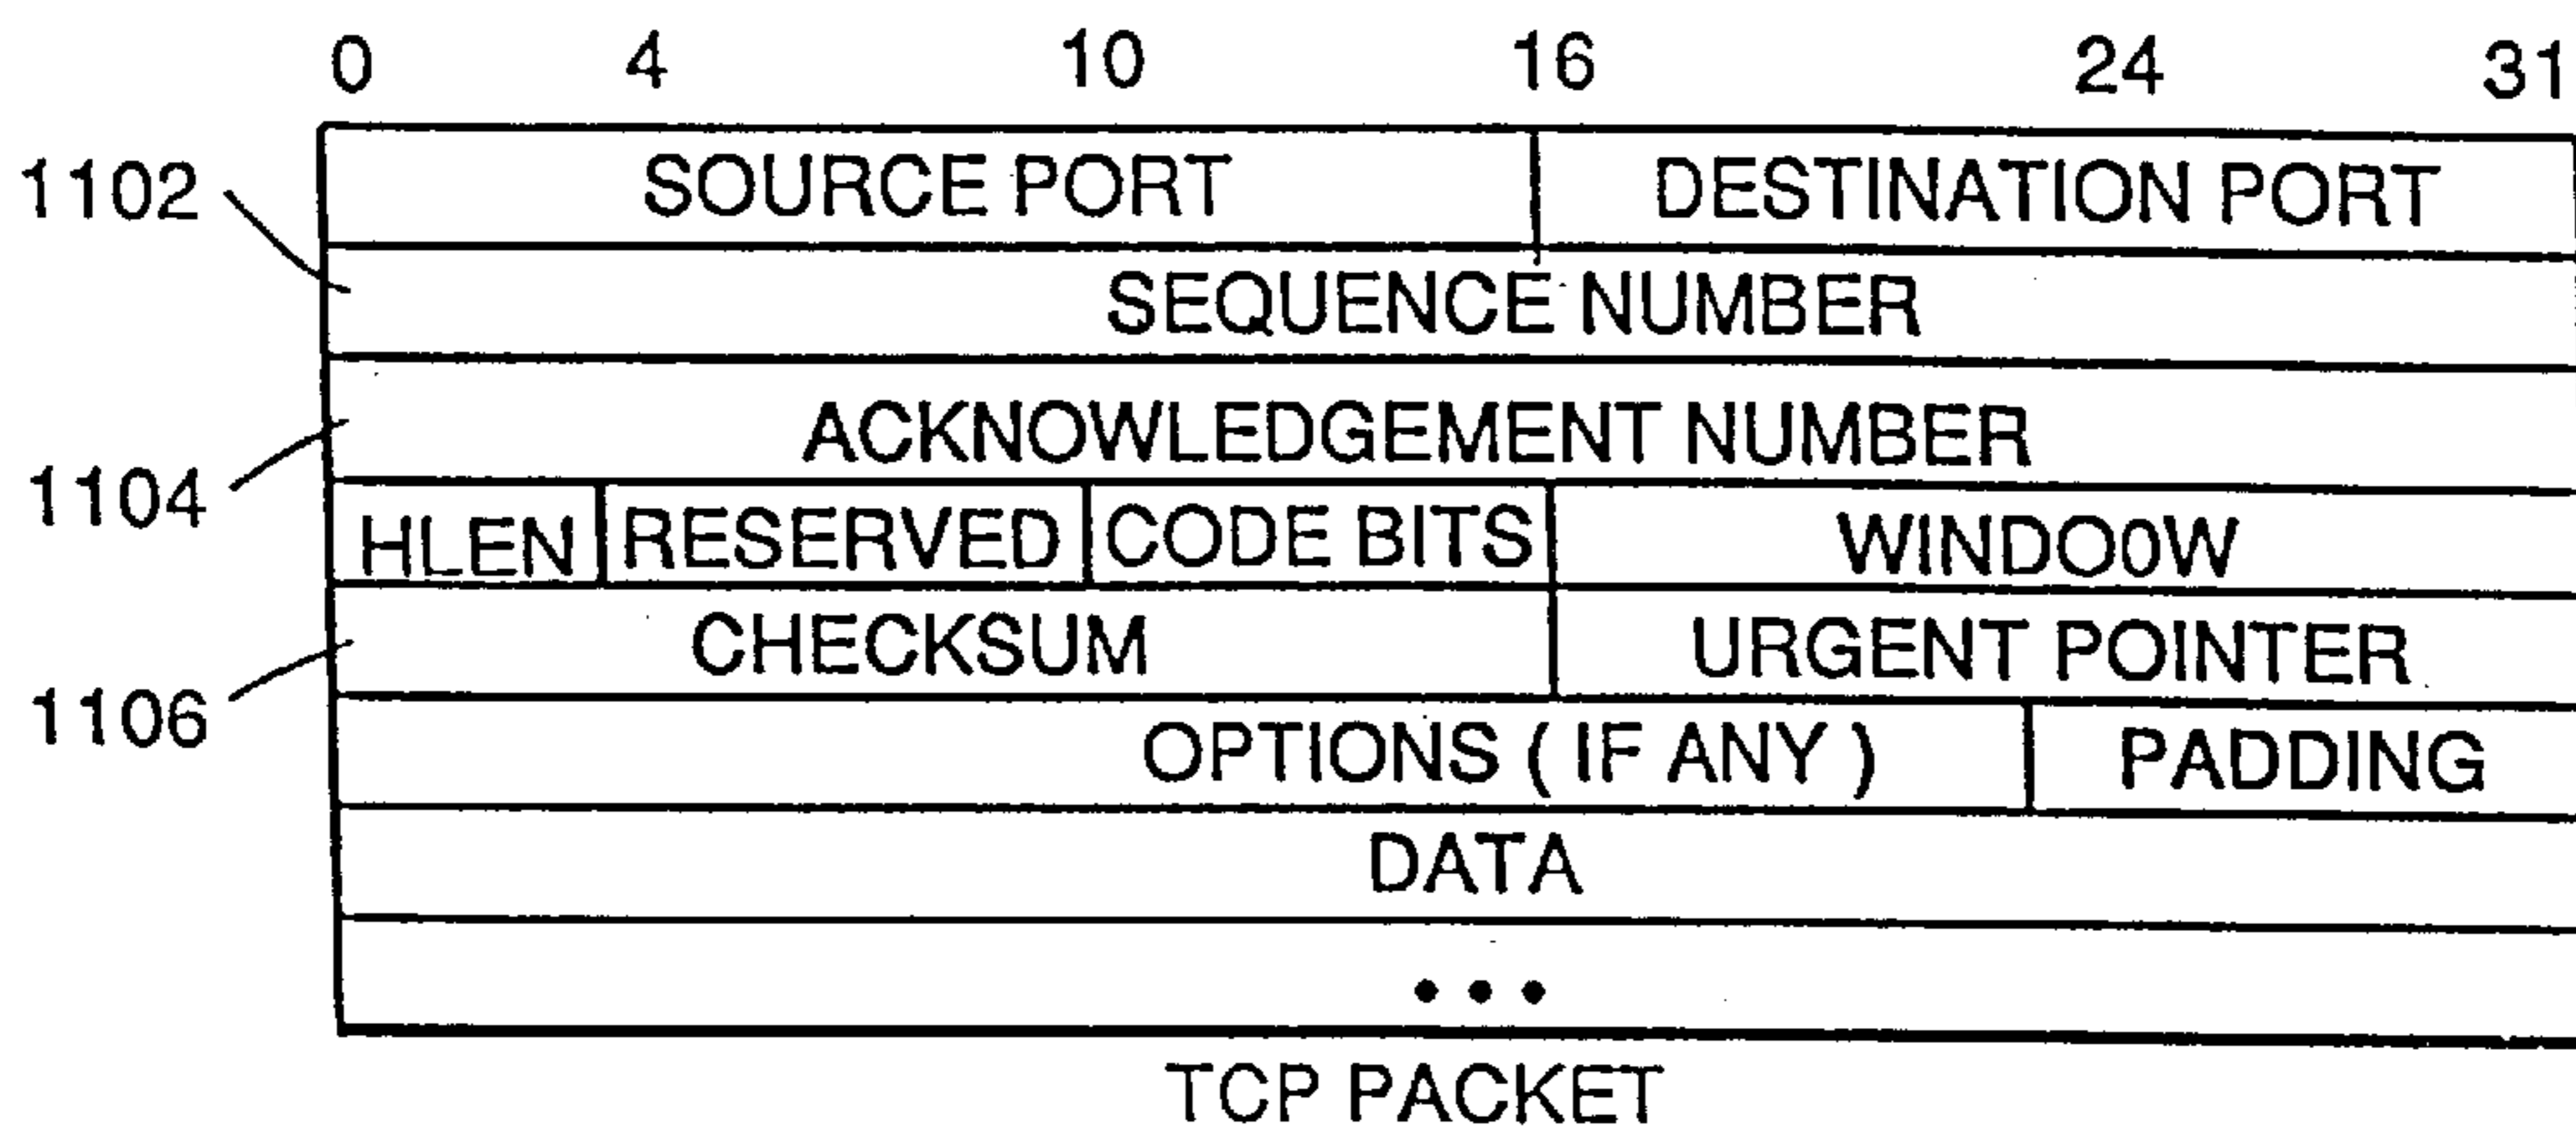 0 4 10 16 24 31
SOURCE PORT DESTINATION PORT
1102
SEQUENCE NUMBER
ACKNOWLEDGEMENT NUMBER
1104
HLEN RESERVED CODE BITS WINDO0W
CHECKSUM URGENT POINTER
1106
OPTIONS ( IF ANY ) PADDING
DATA
• • •
TCP PACKET